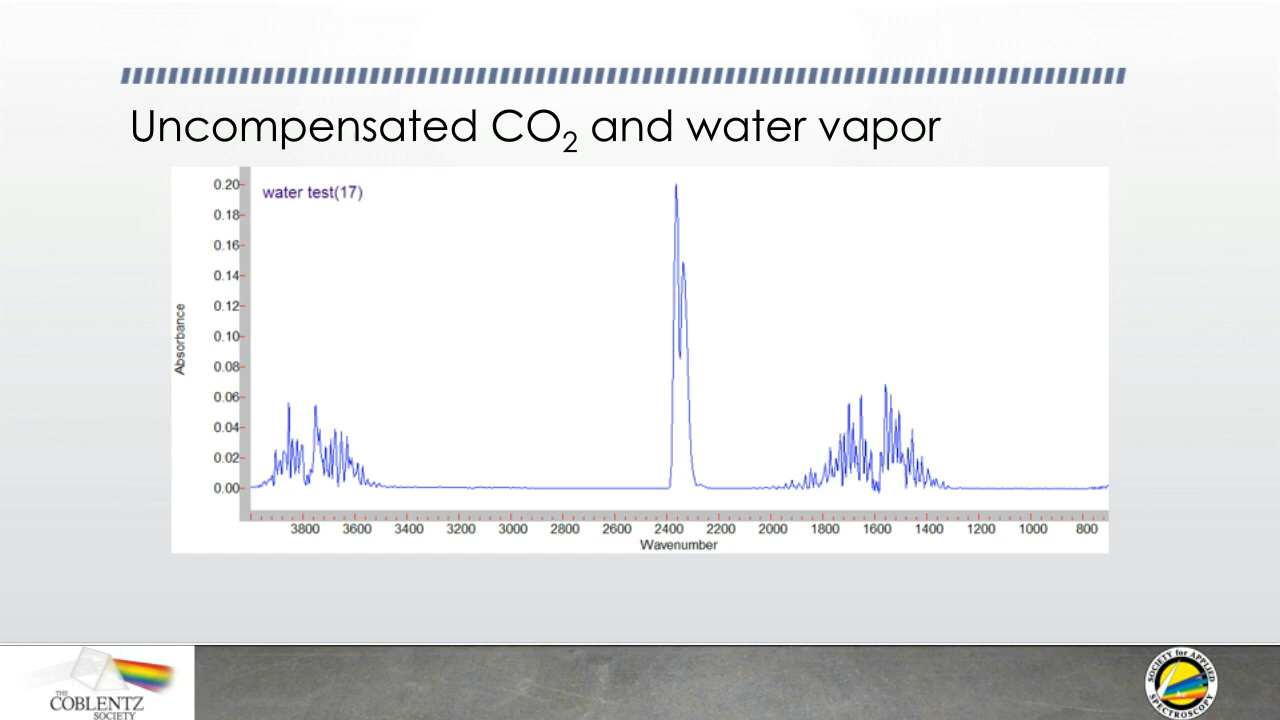 Uncompensated CO₂ and water vapor
water test(17)
0.20
0.18
0.16
0.14
0.12
0.10
0.08
0.06
0.04
0.02
0.00
Absorbance
3800 3600 3400 3200 3000 2800 2600 2400 2200 2000 1800 1600 1400 1200 1000 800
Wavenumber
THE
COBLENTZ
SOCIETY
SOCIETY for APPLIED
SPECTROSCOPY